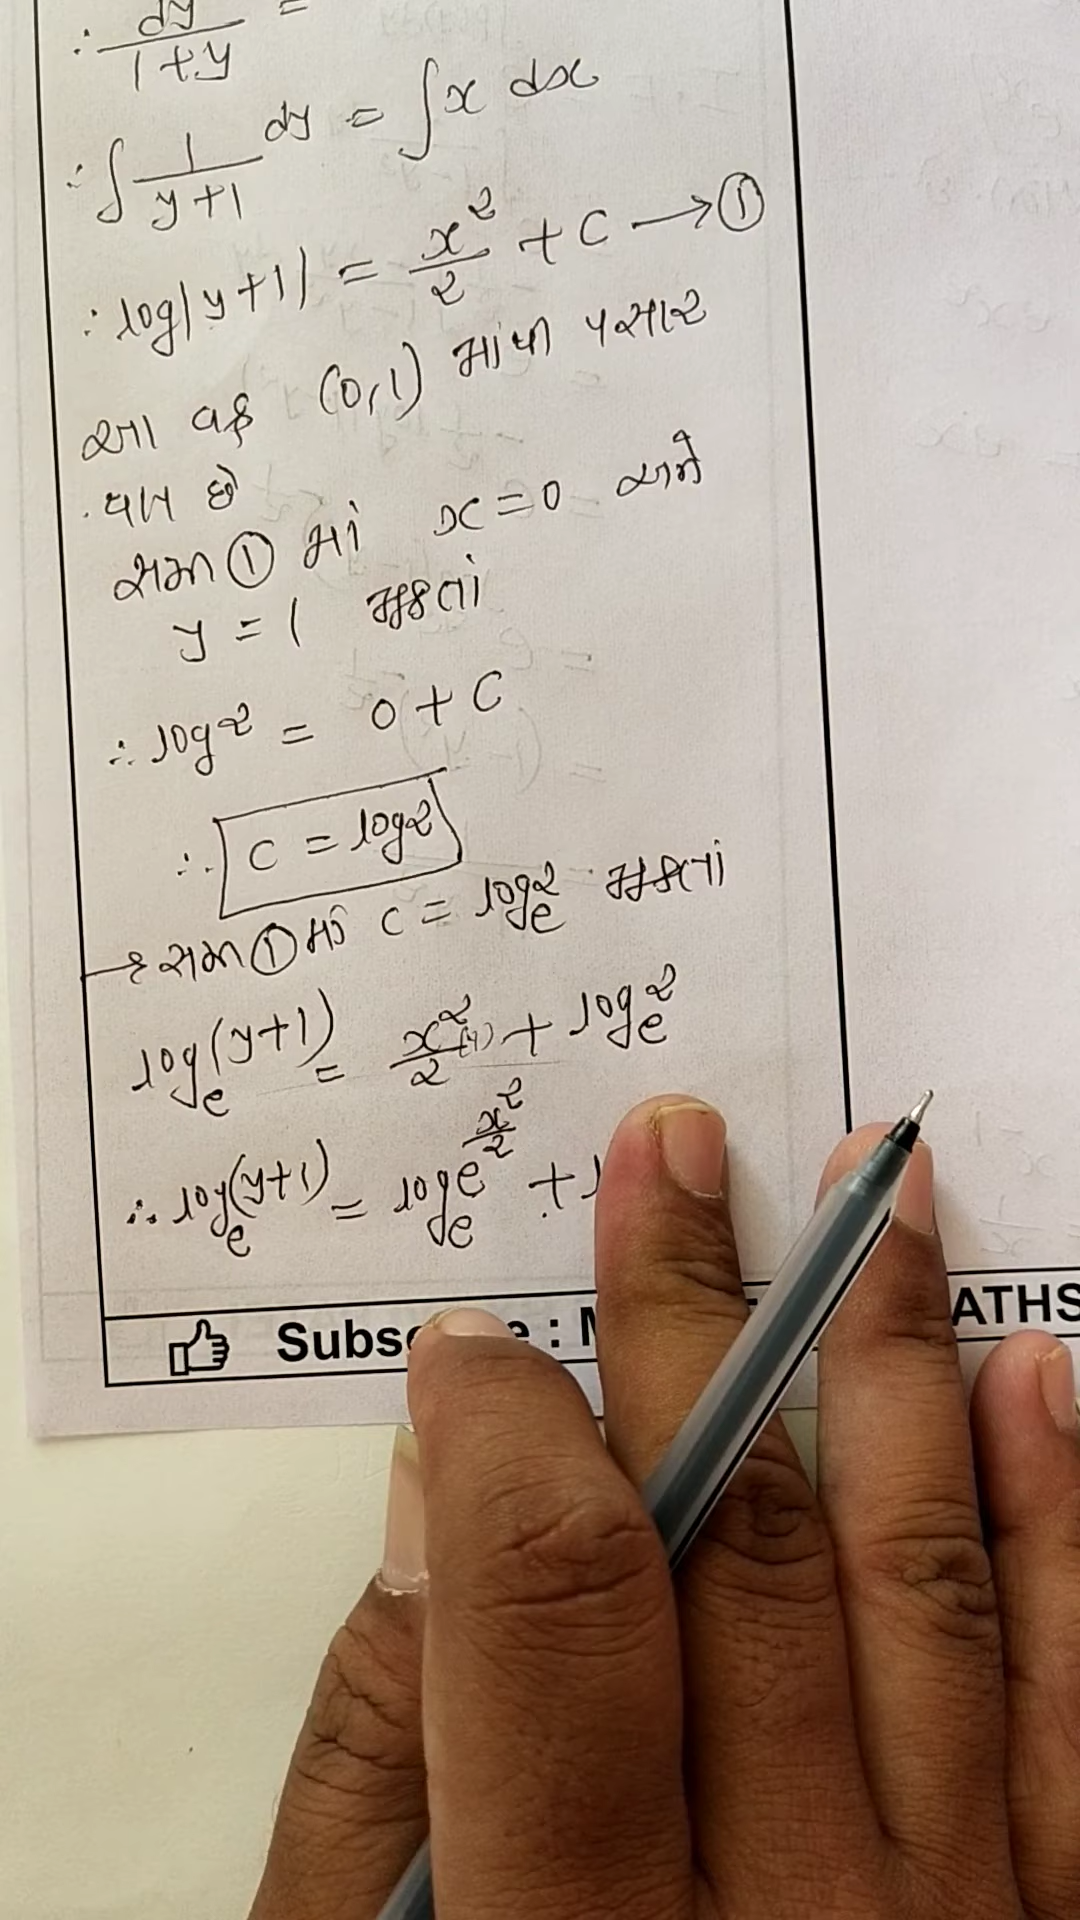 ∴ dy/1+y =
∴ ∫ 1/y+1 dy = ∫ x dx
∴ log|y+1| = x²/2 + C → ①
આ વક્ર (0,1) માંથી પસાર
થાય છે
સમી ① માં x = 0 અને
y = 1 મુકતાં
∴ log2 = 0 + C
∴ C = log2
→ સમી ① માં C = logₑ2 મુકતાં
logₑ(y+1) = x²/2 (1) + logₑ2
∴ logₑ(y+1) = logₑe^(x²/2) +
Subs : M ATHS